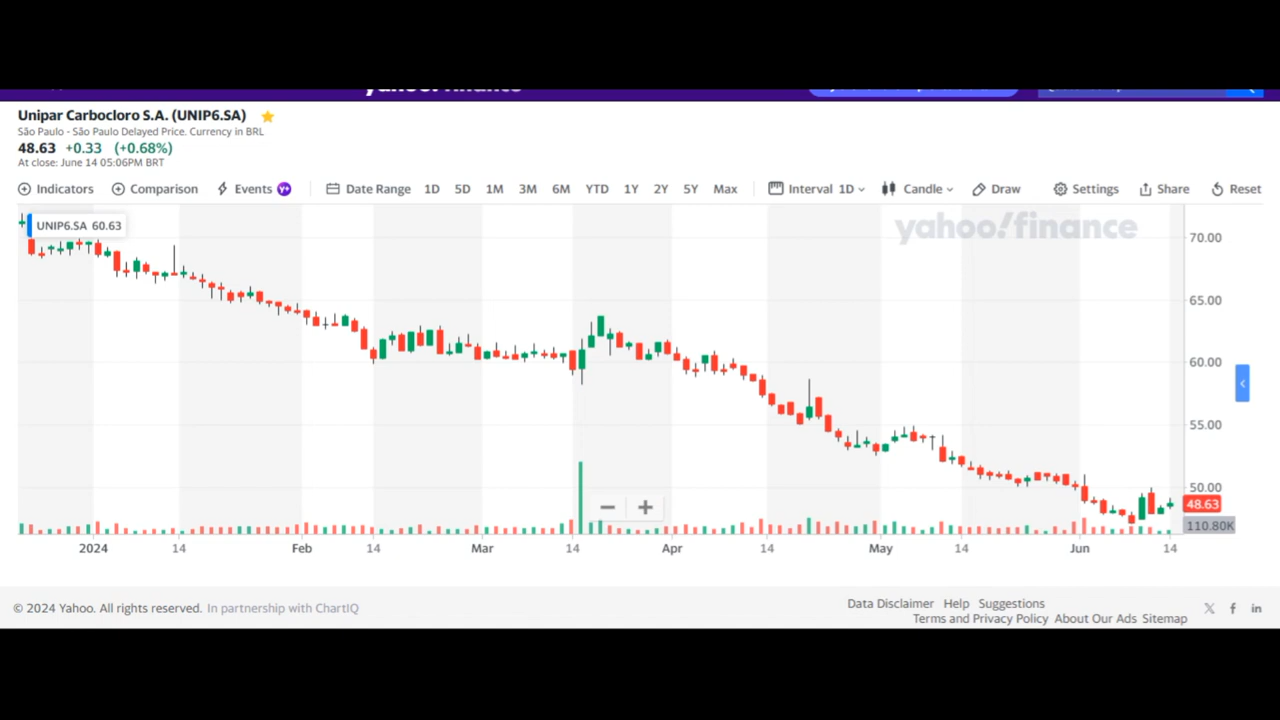 Unipar Carbocloro S.A. (UNIP6.SA)
São Paulo - São Paulo Delayed Price. Currency in BRL
48.63 +0.33 (+0.68%)
At close: June 14 05:06PM BRT
Indicators Comparison Events Y+ Date Range 1D 5D 1M 3M 6M YTD 1Y 2Y 5Y Max Interval 1D Candle Draw Settings Share Reset
UNIP6.SA 60.63
yahoo!finance
70.00
65.00
60.00
55.00
50.00
48.63
110.80K
2024 14 Feb 14 Mar 14 Apr 14 May 14 Jun 14
© 2024 Yahoo. All rights reserved. In partnership with ChartIQ
Data Disclaimer Help Suggestions
Terms and Privacy Policy About Our Ads Sitemap